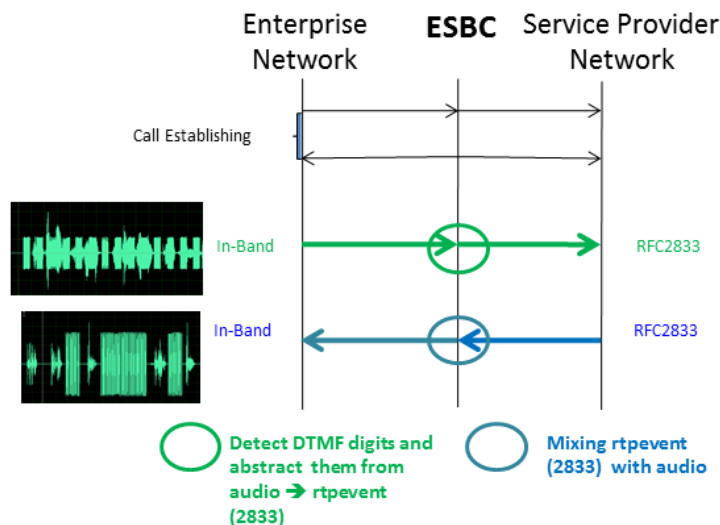 Enterprise
Network
ESBC
Service Provider
Network
Call Establishing
In-Band
RFC2833
In-Band
RFC2833
Detect DTMF digits and
abstract them from
audio → rtpevent
(2833)
Mixing rtpevent
(2833) with audio